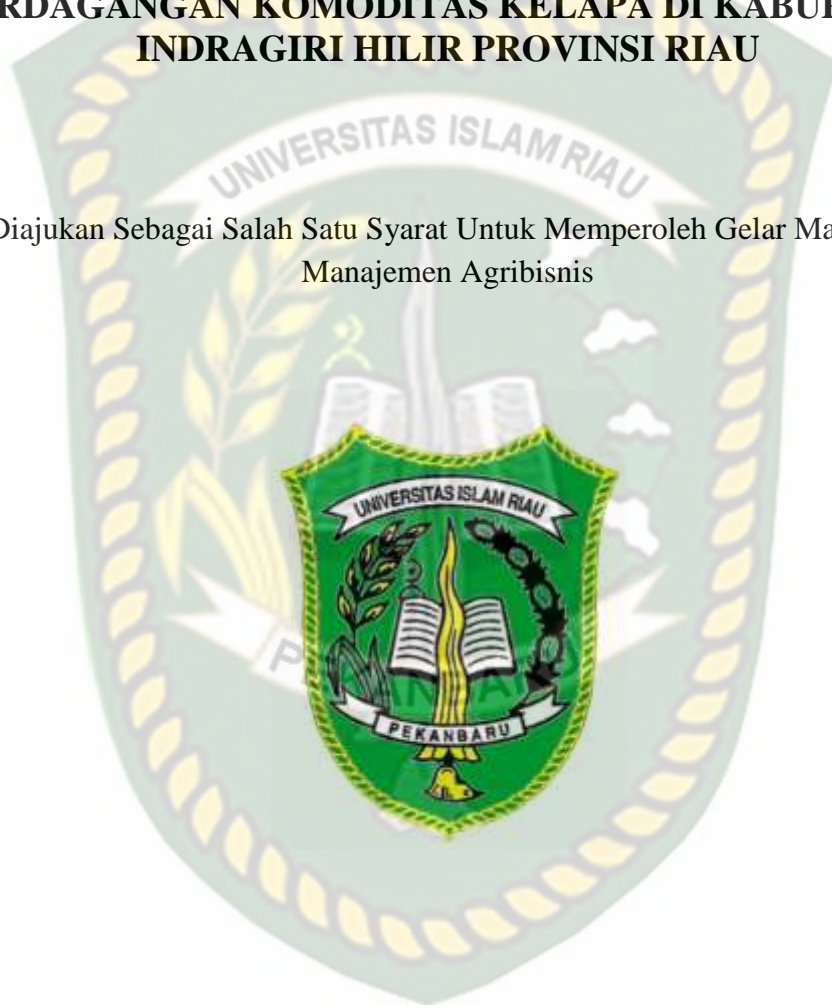 RDAGANGAN KOMODITAS KELAPA DI KABU
INDRAGIRI HILIR PROVINSI RIAU
UNIVERSITAS ISLAM RIAU
Diajukan Sebagai Salah Satu Syarat Untuk Memperoleh Gelar Ma
Manajemen Agribisnis
UNIVERSITAS ISLAM RIAU
PEKANBARU